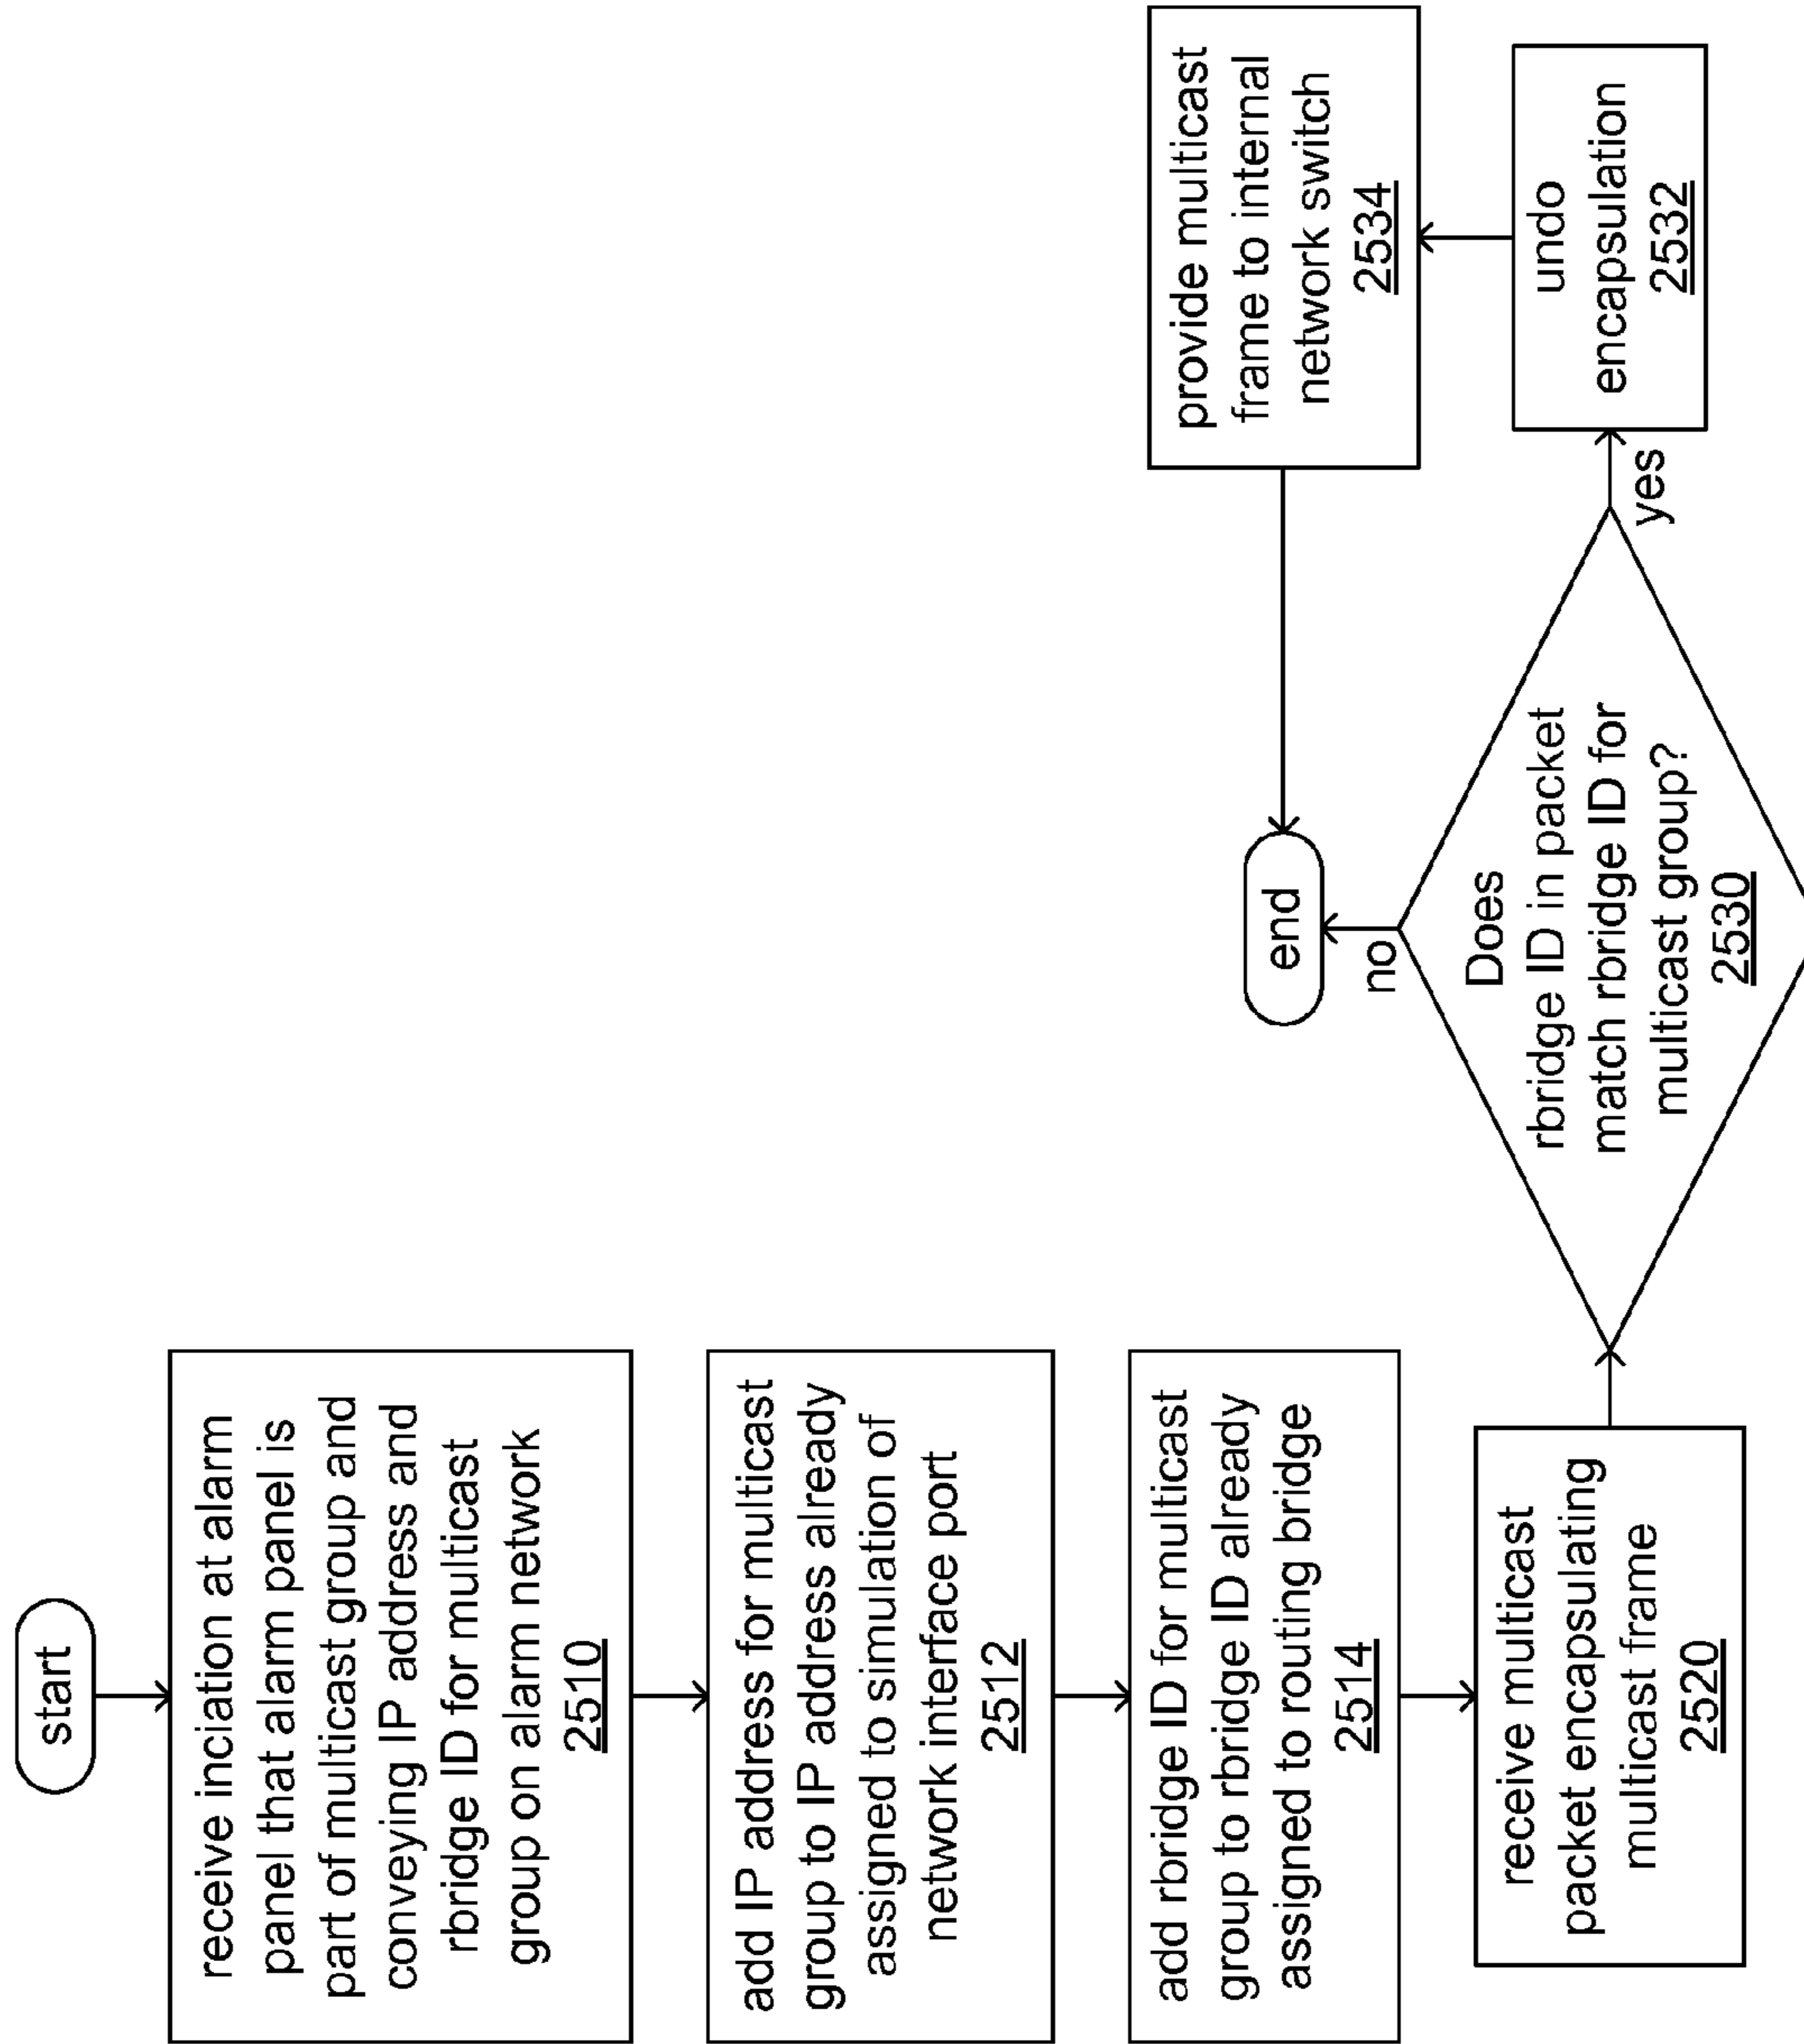 start
receive inciation at alarm
panel that alarm panel is
part of multicast group and
conveying IP address and
rbridge ID for multicast
group on alarm network
2510
add IP address for multicast
group to IP address already
assigned to simulation of
network interface port
2512
add rbridge ID for multicast
group to rbridge ID already
assigned to routing bridge
2514
receive multicast
packet encapsulating
multicast frame
2520
Does
rbridge ID in packet
match rbridge ID for
multicast group?
2530
no
end
yes
undo
encapsulation
2532
provide multicast
frame to internal
network switch
2534